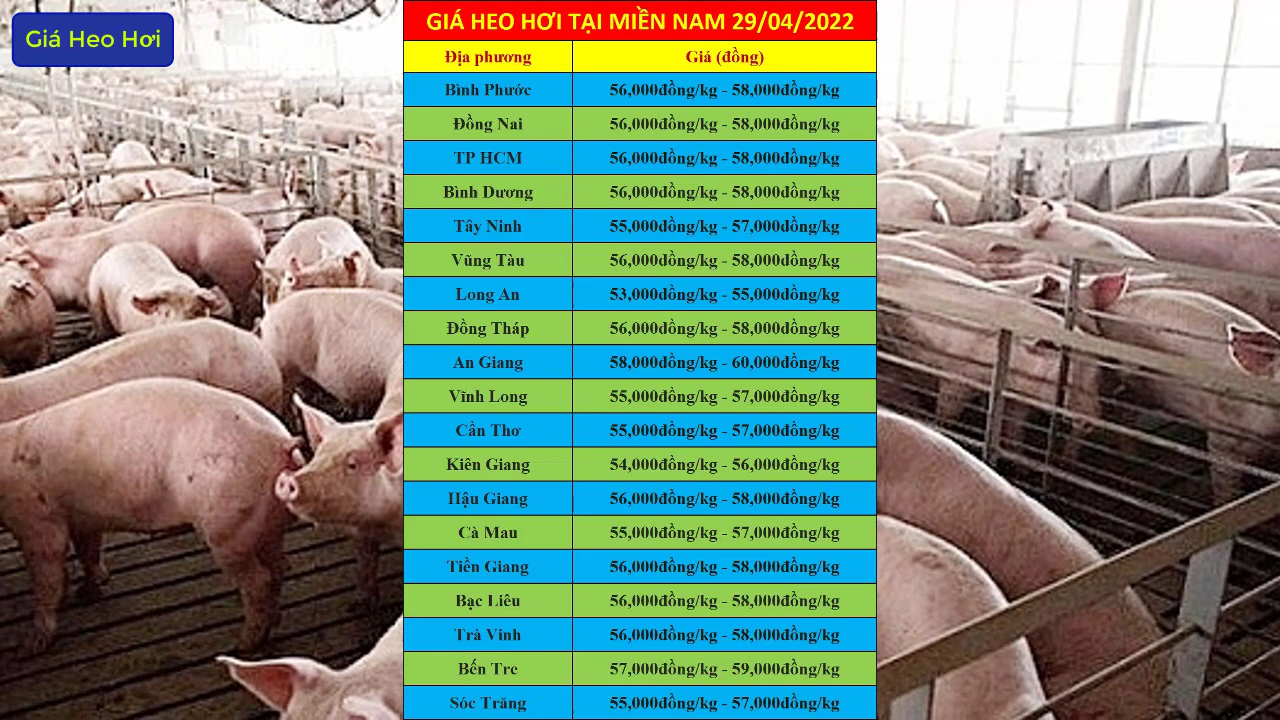 Giá Heo Hơi
GIÁ HEO HƠI TẠI MIỀN NAM 29/04/2022
Địa phương Giá (đồng)
Bình Phước 56,000đồng/kg - 58,000đồng/kg
Đồng Nai 56,000đồng/kg - 58,000đồng/kg
TP HCM 56,000đồng/kg - 58,000đồng/kg
Bình Dương 56,000đồng/kg - 58,000đồng/kg
Tây Ninh 55,000đồng/kg - 57,000đồng/kg
Vũng Tàu 56,000đồng/kg - 58,000đồng/kg
Long An 53,000đồng/kg - 55,000đồng/kg
Đồng Tháp 56,000đồng/kg - 58,000đồng/kg
An Giang 58,000đồng/kg - 60,000đồng/kg
Vĩnh Long 55,000đồng/kg - 57,000đồng/kg
Cần Thơ 55,000đồng/kg - 57,000đồng/kg
Kiên Giang 54,000đồng/kg - 56,000đồng/kg
Hậu Giang 56,000đồng/kg - 58,000đồng/kg
Cà Mau 55,000đồng/kg - 57,000đồng/kg
Tiền Giang 56,000đồng/kg - 58,000đồng/kg
Bạc Liêu 56,000đồng/kg - 58,000đồng/kg
Trà Vinh 56,000đồng/kg - 58,000đồng/kg
Bến Tre 57,000đồng/kg - 59,000đồng/kg
Sóc Trăng 55,000đồng/kg - 57,000đồng/kg